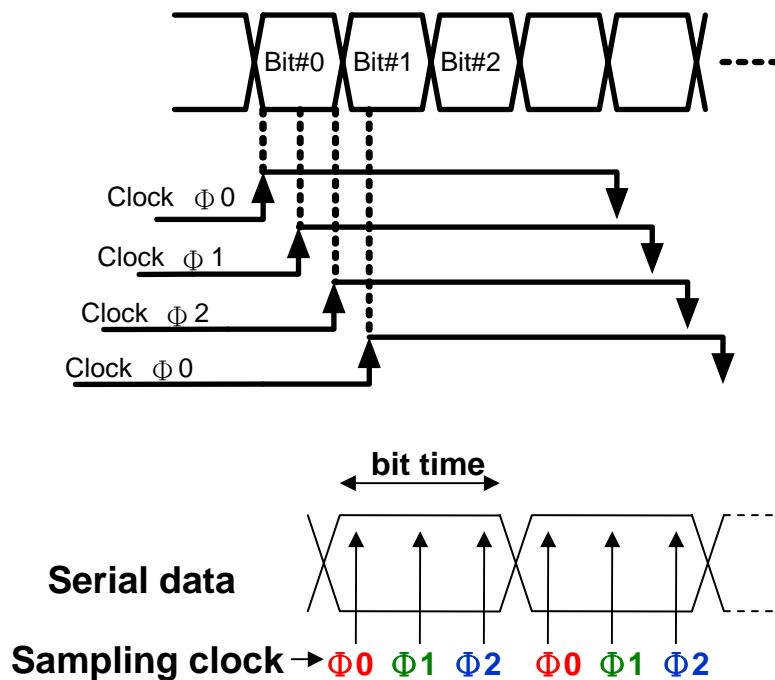 Bit#0 Bit#1 Bit#2
Clock Φ0
Clock Φ1
Clock Φ2
Clock Φ0
bit time
Serial data
Sampling clock Φ0 Φ1 Φ2 Φ0 Φ1 Φ2